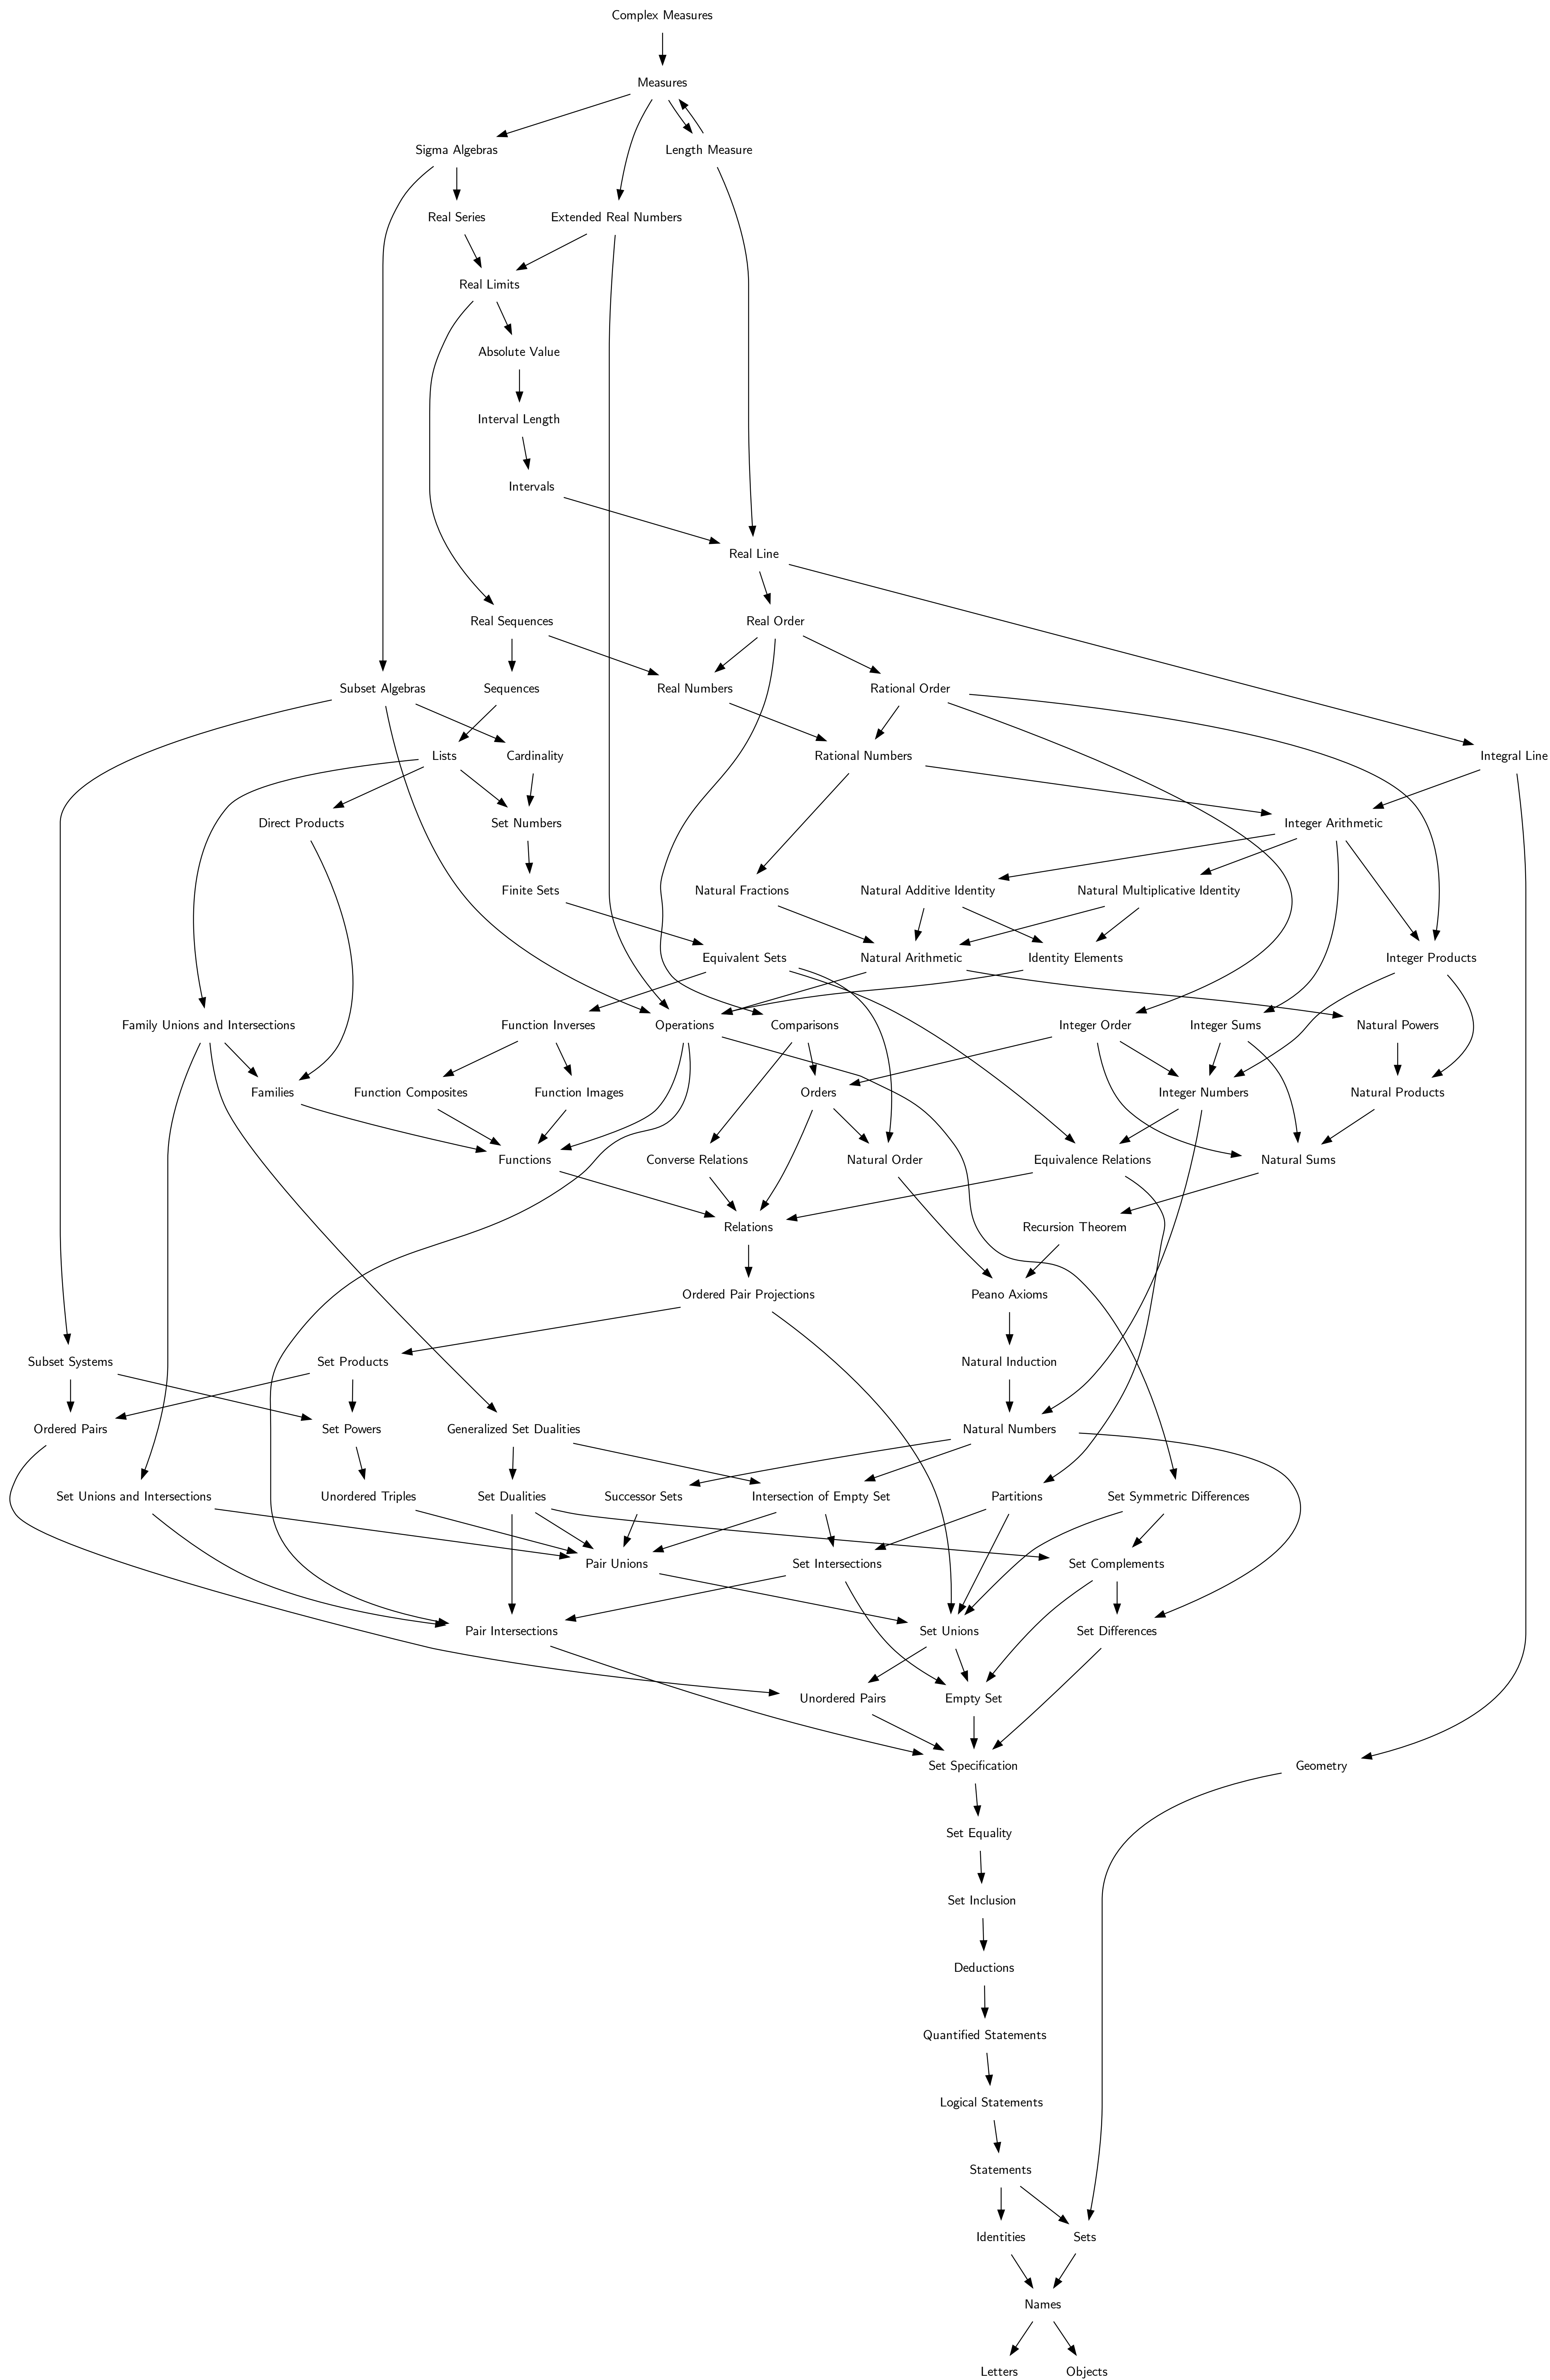 Complex Measures
Measures
Sigma Algebras
Length Measure
Real Series
Extended Real Numbers
Real Limits
Absolute Value
Interval Length
Intervals
Real Line
Real Sequences
Real Order
Subset Algebras
Sequences
Real Numbers
Rational Order
Lists
Cardinality
Rational Numbers
Integral Line
Direct Products
Set Numbers
Integer Arithmetic
Finite Sets
Natural Fractions
Natural Additive Identity
Natural Multiplicative Identity
Equivalent Sets
Natural Arithmetic
Identity Elements
Integer Products
Family Unions and Intersections
Function Inverses
Operations
Comparisons
Integer Order
Integer Sums
Natural Powers
Families
Function Composites
Function Images
Orders
Integer Numbers
Natural Products
Functions
Converse Relations
Natural Order
Equivalence Relations
Natural Sums
Relations
Recursion Theorem
Ordered Pair Projections
Peano Axioms
Subset Systems
Set Products
Natural Induction
Ordered Pairs
Set Powers
Generalized Set Dualities
Natural Numbers
Set Unions and Intersections
Unordered Triples
Set Dualities
Successor Sets
Intersection of Empty Set
Partitions
Set Symmetric Differences
Pair Unions
Set Intersections
Set Complements
Pair Intersections
Set Unions
Set Differences
Unordered Pairs
Empty Set
Set Specification
Geometry
Set Equality
Set Inclusion
Deductions
Quantified Statements
Logical Statements
Statements
Identities
Sets
Names
Letters
Objects